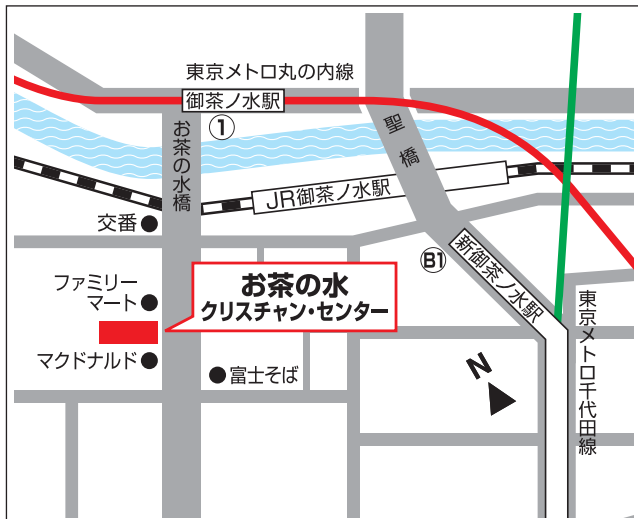 東京メトロ丸の内線
御茶ノ水駅
①
お茶の水橋
聖橋
JR御茶ノ水駅
交番
B1
新御茶ノ水駅
ファミリー
マート
お茶の水
クリスチャン・センター
マクドナルド
富士そば
N
東京メトロ千代田線